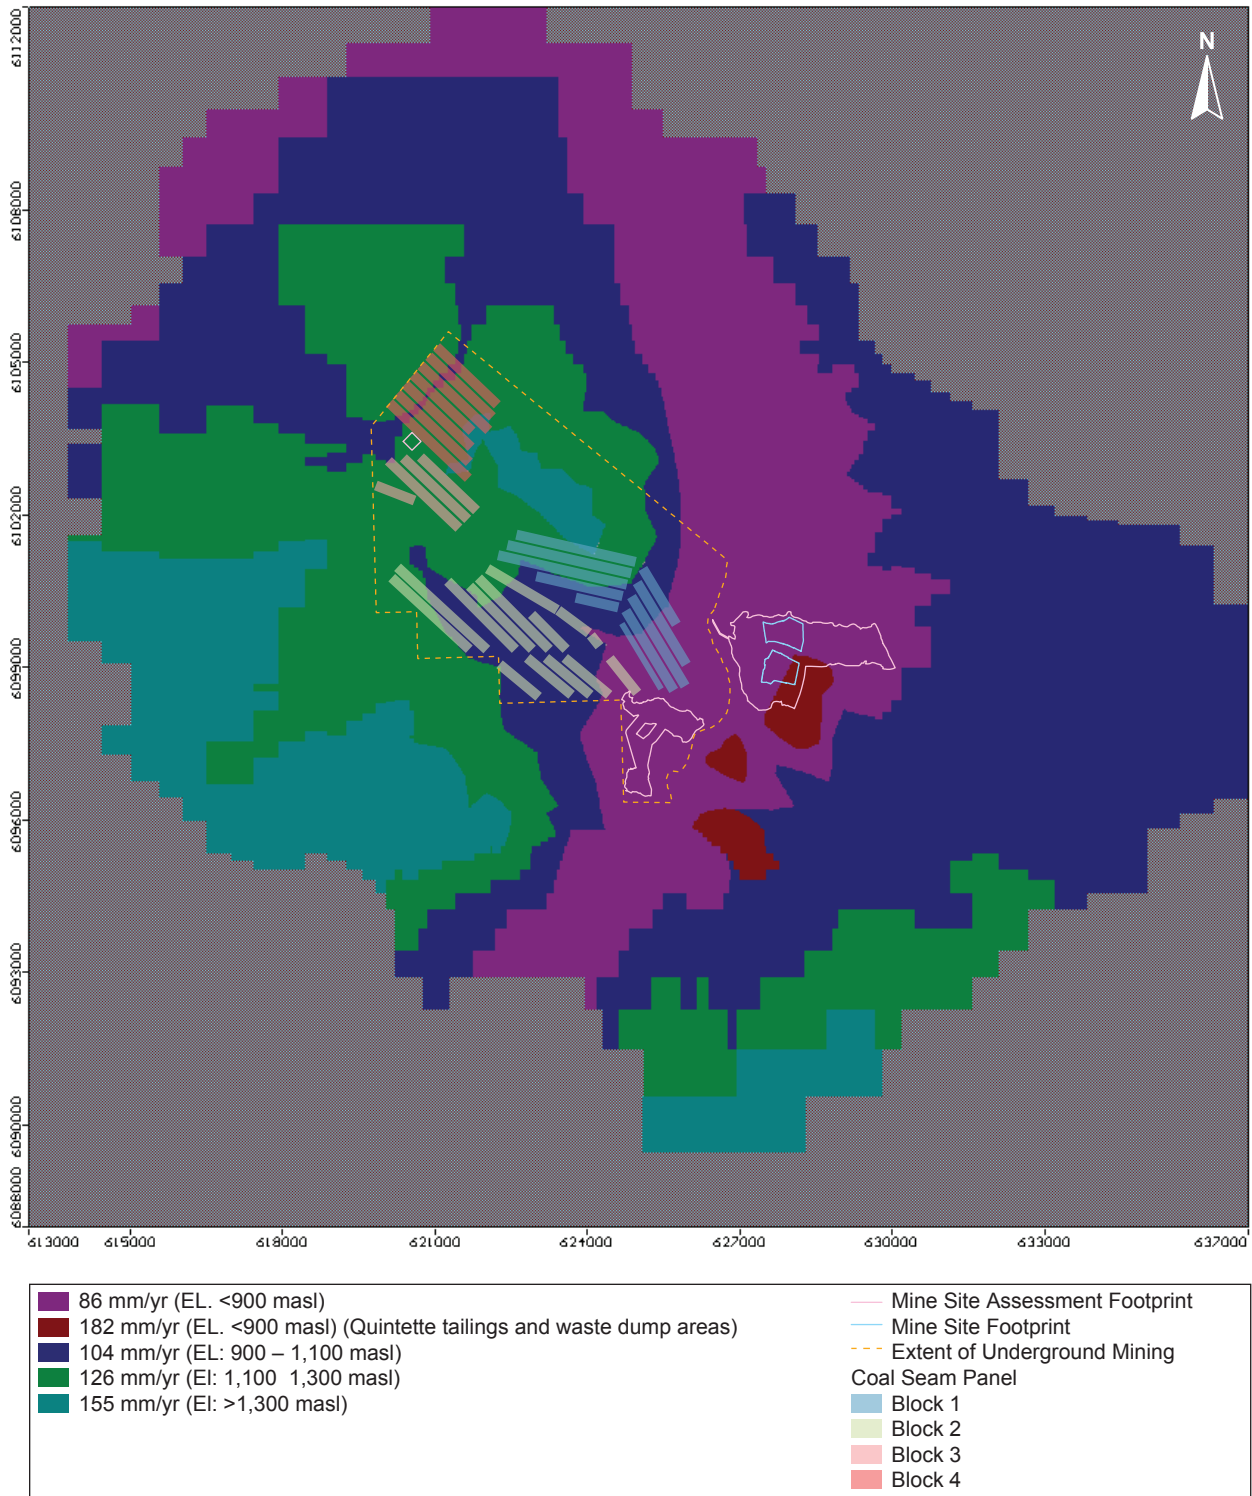 N
6112000
6108000
6105000
6102000
6099000
6096000
6093000
6090000
6088000
613000 615000 618000 621000 624000 627000 630000 633000 637000
86 mm/yr (EL. <900 masl)
182 mm/yr (EL. <900 masl) (Quintette tailings and waste dump areas)
104 mm/yr (EL: 900 – 1,100 masl)
126 mm/yr (El: 1,100 1,300 masl)
155 mm/yr (El: >1,300 masl)
Mine Site Assessment Footprint
Mine Site Footprint
Extent of Underground Mining
Coal Seam Panel
Block 1
Block 2
Block 3
Block 4